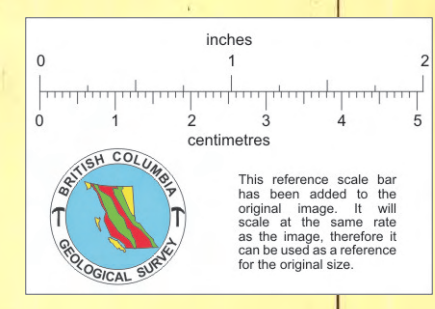 inches
0 1 2
0 1 2 3 4 5
centimetres
BRITISH COLUMBIA
GEOLOGICAL SURVEY
This reference scale bar
has been added to the
original image. It will
scale at the same rate
as the image, therefore it
can be used as a reference
for the original size.